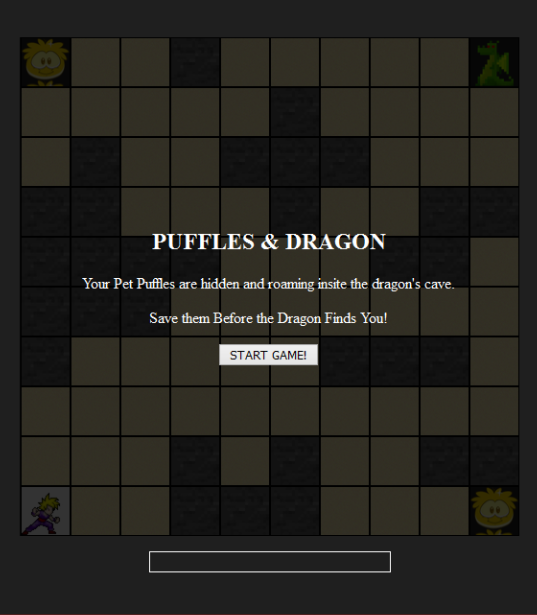 PUFFLES & DRAGON
Your Pet Puffles are hidden and roaming insite the dragon's cave.
Save them Before the Dragon Finds You!
START GAME!